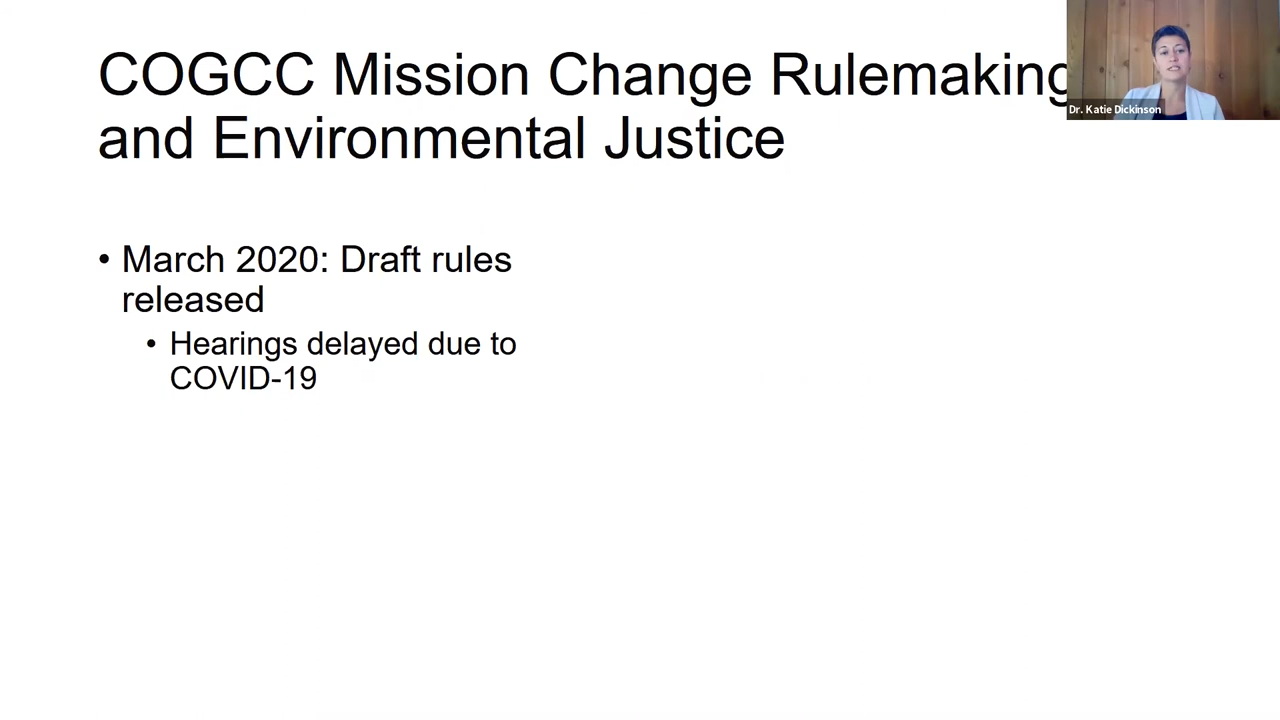 COGCC Mission Change Rulemaking
and Environmental Justice
Dr. Katie Dickinson
• March 2020: Draft rules
released
• Hearings delayed due to
COVID-19